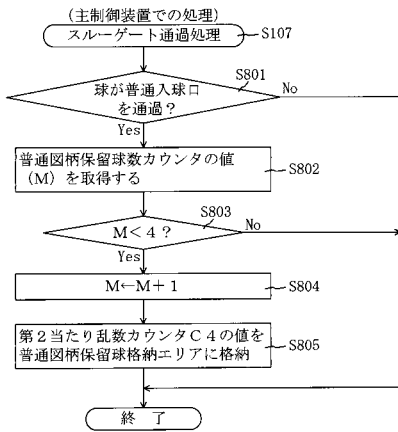 (主制御装置での処理)
スルーゲート通過処理
S107
球が普通入球口
を通過?
S801
No
Yes
普通図柄保留球数カウンタの値
(M)を取得する
S802
M<4?
S803
No
Yes
M←M+1
S804
第2当たり乱数カウンタC4の値を
普通図柄保留球格納エリアに格納
S805
終 了